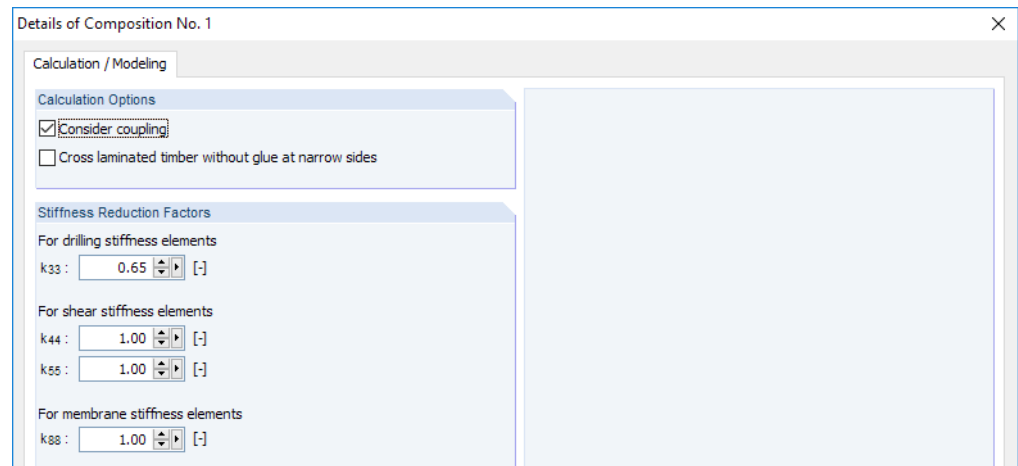 Details of Composition No. 1
Calculation / Modeling
Calculation Options
Consider coupling
Cross laminated timber without glue at narrow sides
Stiffness Reduction Factors
For drilling stiffness elements
k33 : 0.65 [-]
For shear stiffness elements
k44 : 1.00 [-]
k55 : 1.00 [-]
For membrane stiffness elements
k88 : 1.00 [-]